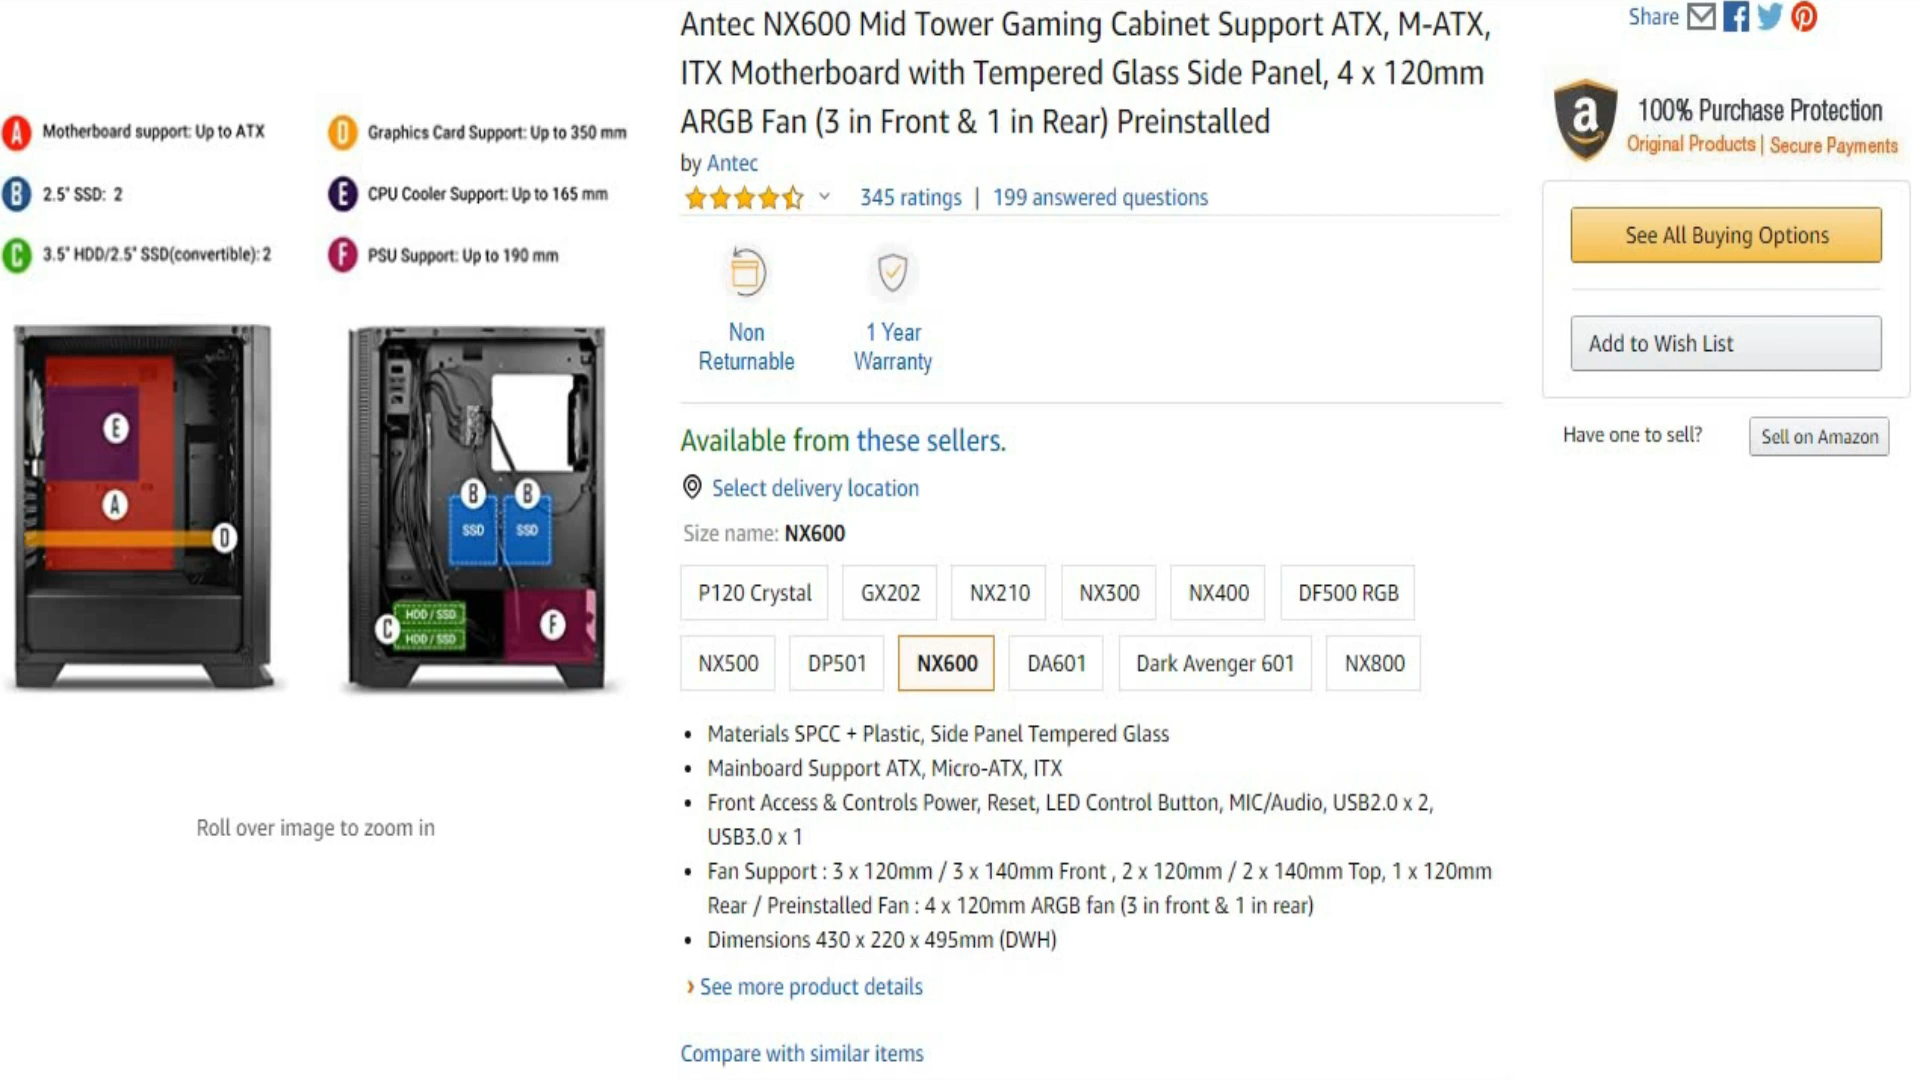 Antec NX600 Mid Tower Gaming Cabinet Support ATX, M-ATX,
ITX Motherboard with Tempered Glass Side Panel, 4 x 120mm
ARGB Fan (3 in Front & 1 in Rear) Preinstalled
by Antec
345 ratings | 199 answered questions
Non
Returnable
1 Year
Warranty
Available from these sellers.
Select delivery location
Size name: NX600
P120 Crystal
GX202
NX210
NX300
NX400
DF500 RGB
NX500
DP501
NX600
DA601
Dark Avenger 601
NX800
• Materials SPCC + Plastic, Side Panel Tempered Glass
• Mainboard Support ATX, Micro-ATX, ITX
• Front Access & Controls Power, Reset, LED Control Button, MIC/Audio, USB2.0 x 2,
USB3.0 x 1
• Fan Support : 3 x 120mm / 3 x 140mm Front , 2 x 120mm / 2 x 140mm Top, 1 x 120mm
Rear / Preinstalled Fan : 4 x 120mm ARGB fan (3 in front & 1 in rear)
• Dimensions 430 x 220 x 495mm (DWH)
› See more product details
Compare with similar items
A Motherboard support: Up to ATX
B 2.5" SSD: 2
C 3.5" HDD/2.5" SSD(convertible): 2
D Graphics Card Support: Up to 350 mm
E CPU Cooler Support: Up to 165 mm
F PSU Support: Up to 190 mm
E
A
D
B
B
SSD
SSD
C
HDD / SSD
HDD / SSD
F
Roll over image to zoom in
Share
a
100% Purchase Protection
Original Products | Secure Payments
See All Buying Options
Add to Wish List
Have one to sell?
Sell on Amazon